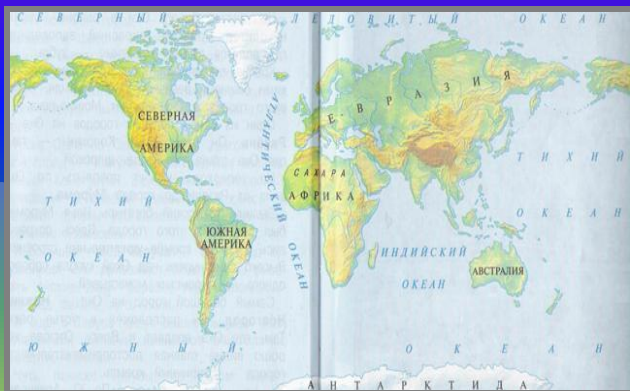 СЕВЕРНЫЙ ЛЕДОВИТЫЙ ОКЕАН
СЕВЕРНАЯ
АМЕРИКА
АТЛАНТИЧЕСКИЙ ОКЕАН
ЕВРАЗИЯ
САХАРА
АФРИКА
ТИХИЙ
ОКЕАН
ТИХИЙ
ОКЕАН
ЮЖНАЯ
АМЕРИКА
ИНДИЙСКИЙ
ОКЕАН
АВСТРАЛИЯ
ЮЖНЫЙ ОКЕАН
АНТАРКТИДА